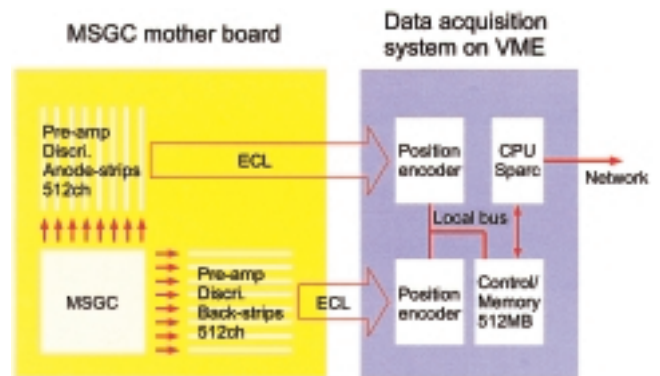 MSGC mother board
Data acquisition
system on VME
Pre-amp
Discri.
Anode-strips
512ch
ECL
Position
encoder
CPU
Sparc
Network
Local bus
MSGC
Pre-amp
Discri.
Back-strips
512ch
ECL
Position
encoder
Control/
Memory
512MB